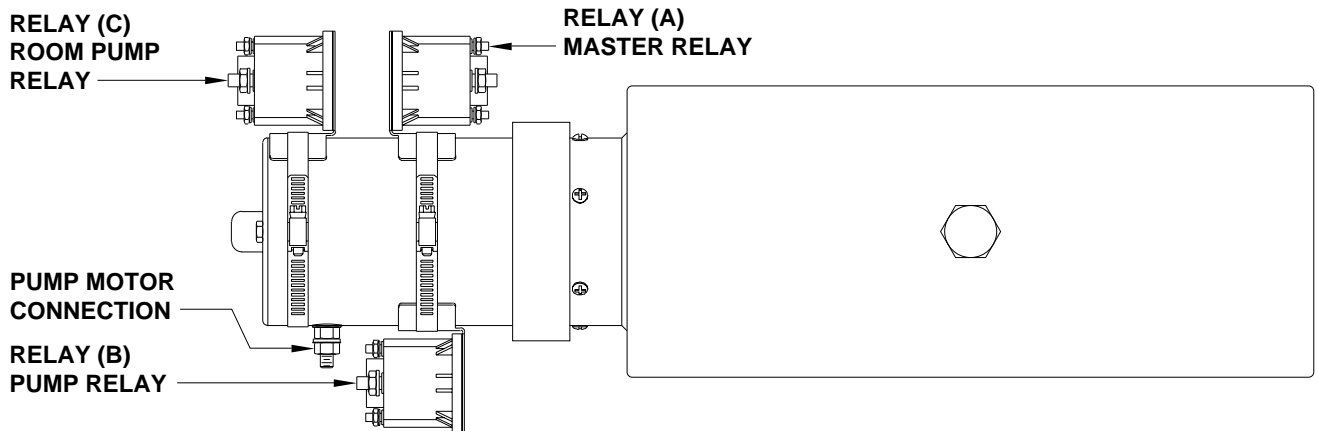 RELAY (C)
ROOM PUMP
RELAY
RELAY (A)
MASTER RELAY
PUMP MOTOR
CONNECTION
RELAY (B)
PUMP RELAY